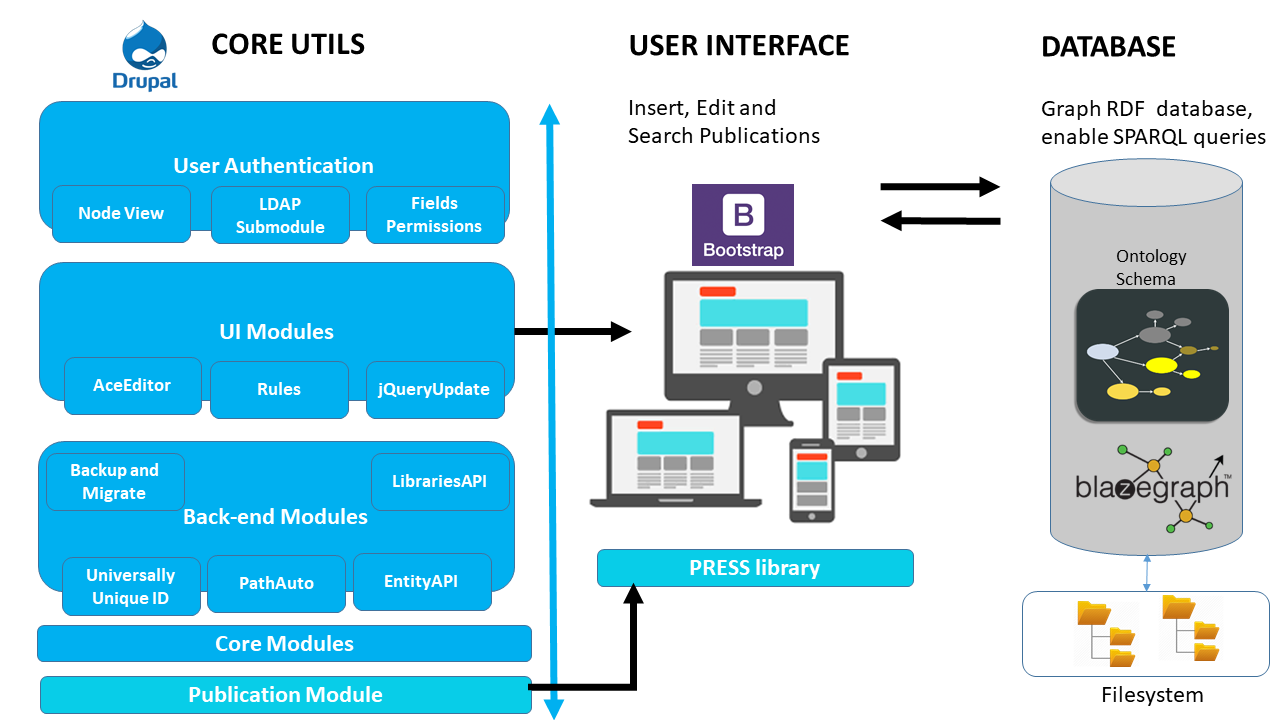 CORE UTILS
Drupal
User Authentication
Node View
LDAP
Submodule
Fields
Permissions
UI Modules
AceEditor
Rules
jQueryUpdate
Backup and
Migrate
LibrariesAPI
Back-end Modules
Universally
Unique ID
PathAuto
EntityAPI
Core Modules
Publication Module
USER INTERFACE
Insert, Edit and
Search Publications
B
Bootstrap
PRESS library
DATABASE
Graph RDF database,
enable SPARQL queries
Ontology
Schema
blazegraph™
Filesystem